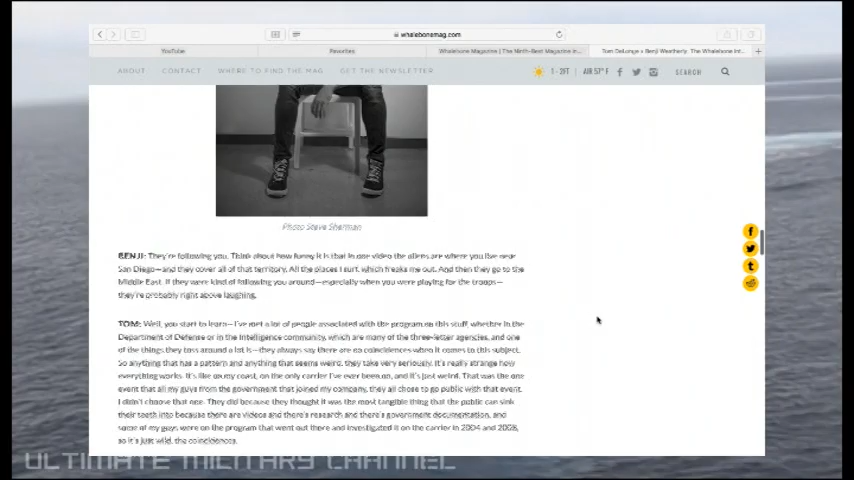 whalebonemag.com
YouTube
Favorites
Whalebone Magazine | The Ninth-Best Magazine in...
Tom DeLonge x Benji Weatherly, The Whalebone Int...
ABOUT
CONTACT
WHERE TO FIND THE MAG
GET THE NEWSLETTER
1 - 2FT | AIR 57° F
SEARCH
Photo Steve Sherman
BENJI: They're following you. Think about how funny it is that in one video the aliens are where you live near
San Diego—and they cover all of that territory. All the places I surf, which freaks me out. And then they go to the
Middle East. If they were kind of following you around—especially when you were playing for the troops—
they're probably right above laughing.
TOM: Well, you start to learn—I've met a lot of people associated with the program on this stuff, whether in the
Department of Defense or in the Intelligence community, which are many of the three-letter agencies, and one
of the things they toss around a lot is—they always say there are no coincidences when it comes to this subject.
So anything that has a pattern and anything that seems weird, they take very seriously. It's really strange how
everything works. It's like on my coast, on the only carrier I've ever been on, and it's just weird. That was the one
event that all my guys from the government that joined my company, they all chose to go public with that event.
I didn't choose that one. They did because they thought it was the most tangible thing that the public can sink
their teeth into because there are videos and there's research and there's government documentation, and
some of my guys were on the program that went out there and investigated it on the carrier in 2004 and 2008,
so it's just wild, the coincidences.
ULTIMATE MILITARY CHANNEL